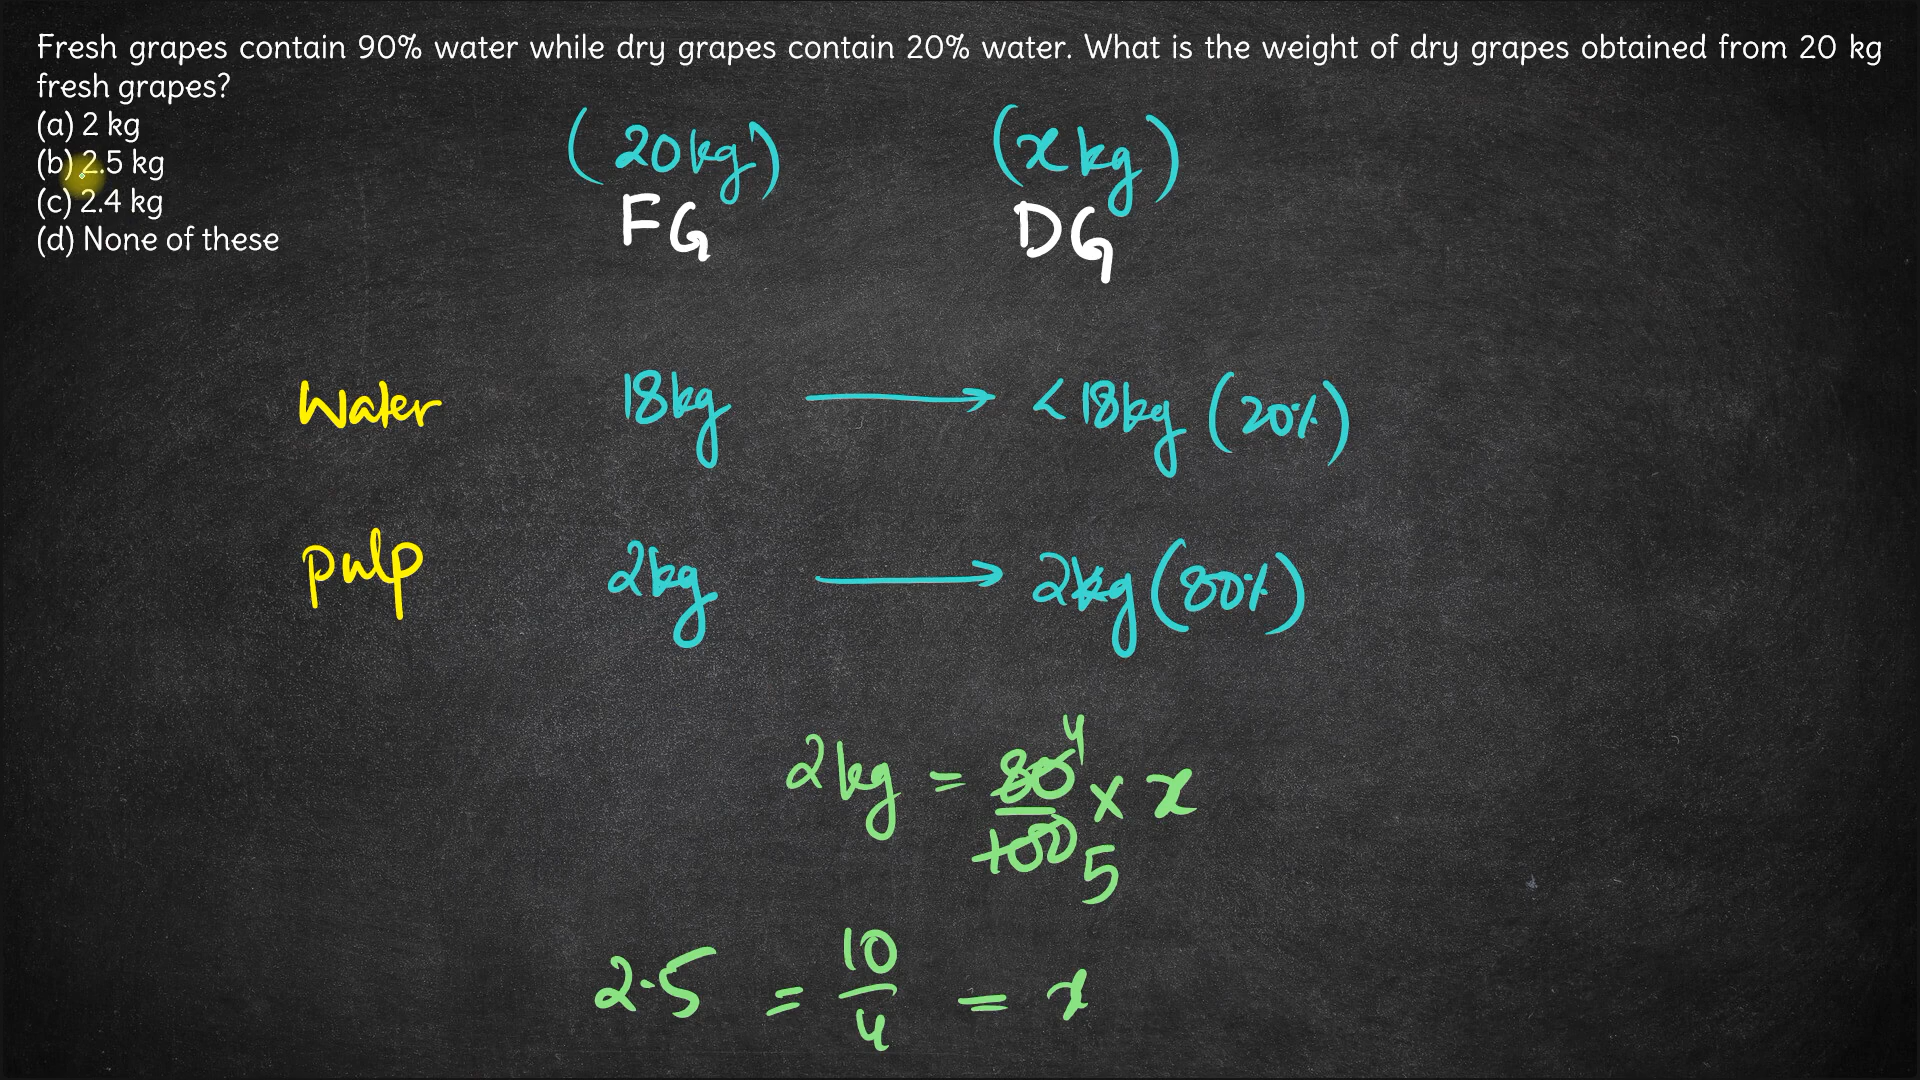 Fresh grapes contain 90% water while dry grapes contain 20% water. What is the weight of dry grapes obtained from 20 kg
fresh grapes?
(a) 2 kg
(b) 2.5 kg
(c) 2.4 kg
(d) None of these
(20kg) (x kg)
FG DG
Water 18kg → <18kg (20%)
Pulp 2kg → 2kg (80%)
2kg = 80/100 4/5 × x
2.5 = 10/4 = x